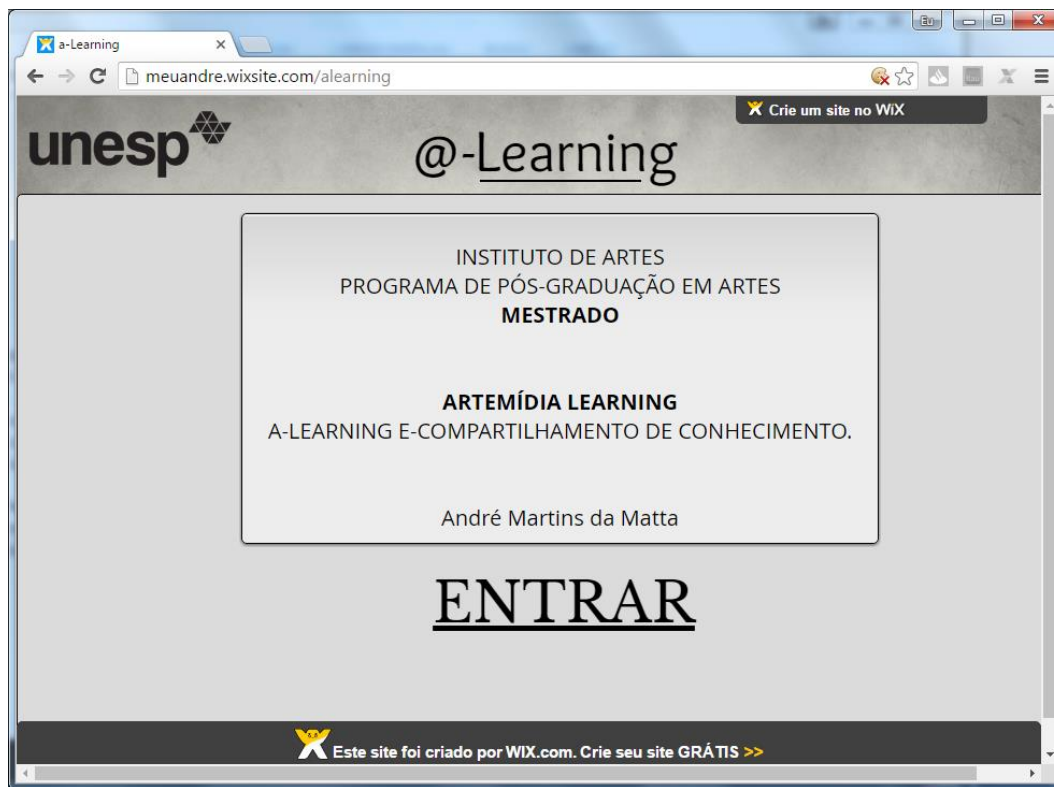 Eu
a-Learning
meuandre.wixsite.com/alearning
Crie um site no WiX
unesp
@-Learning
INSTITUTO DE ARTES
PROGRAMA DE PÓS-GRADUAÇÃO EM ARTES
MESTRADO
ARTEMÍDIA LEARNING
A-LEARNING E-COMPARTILHAMENTO DE CONHECIMENTO.
André Martins da Matta
ENTRAR
Este site foi criado por WIX.com. Crie seu site GRÁTIS >>